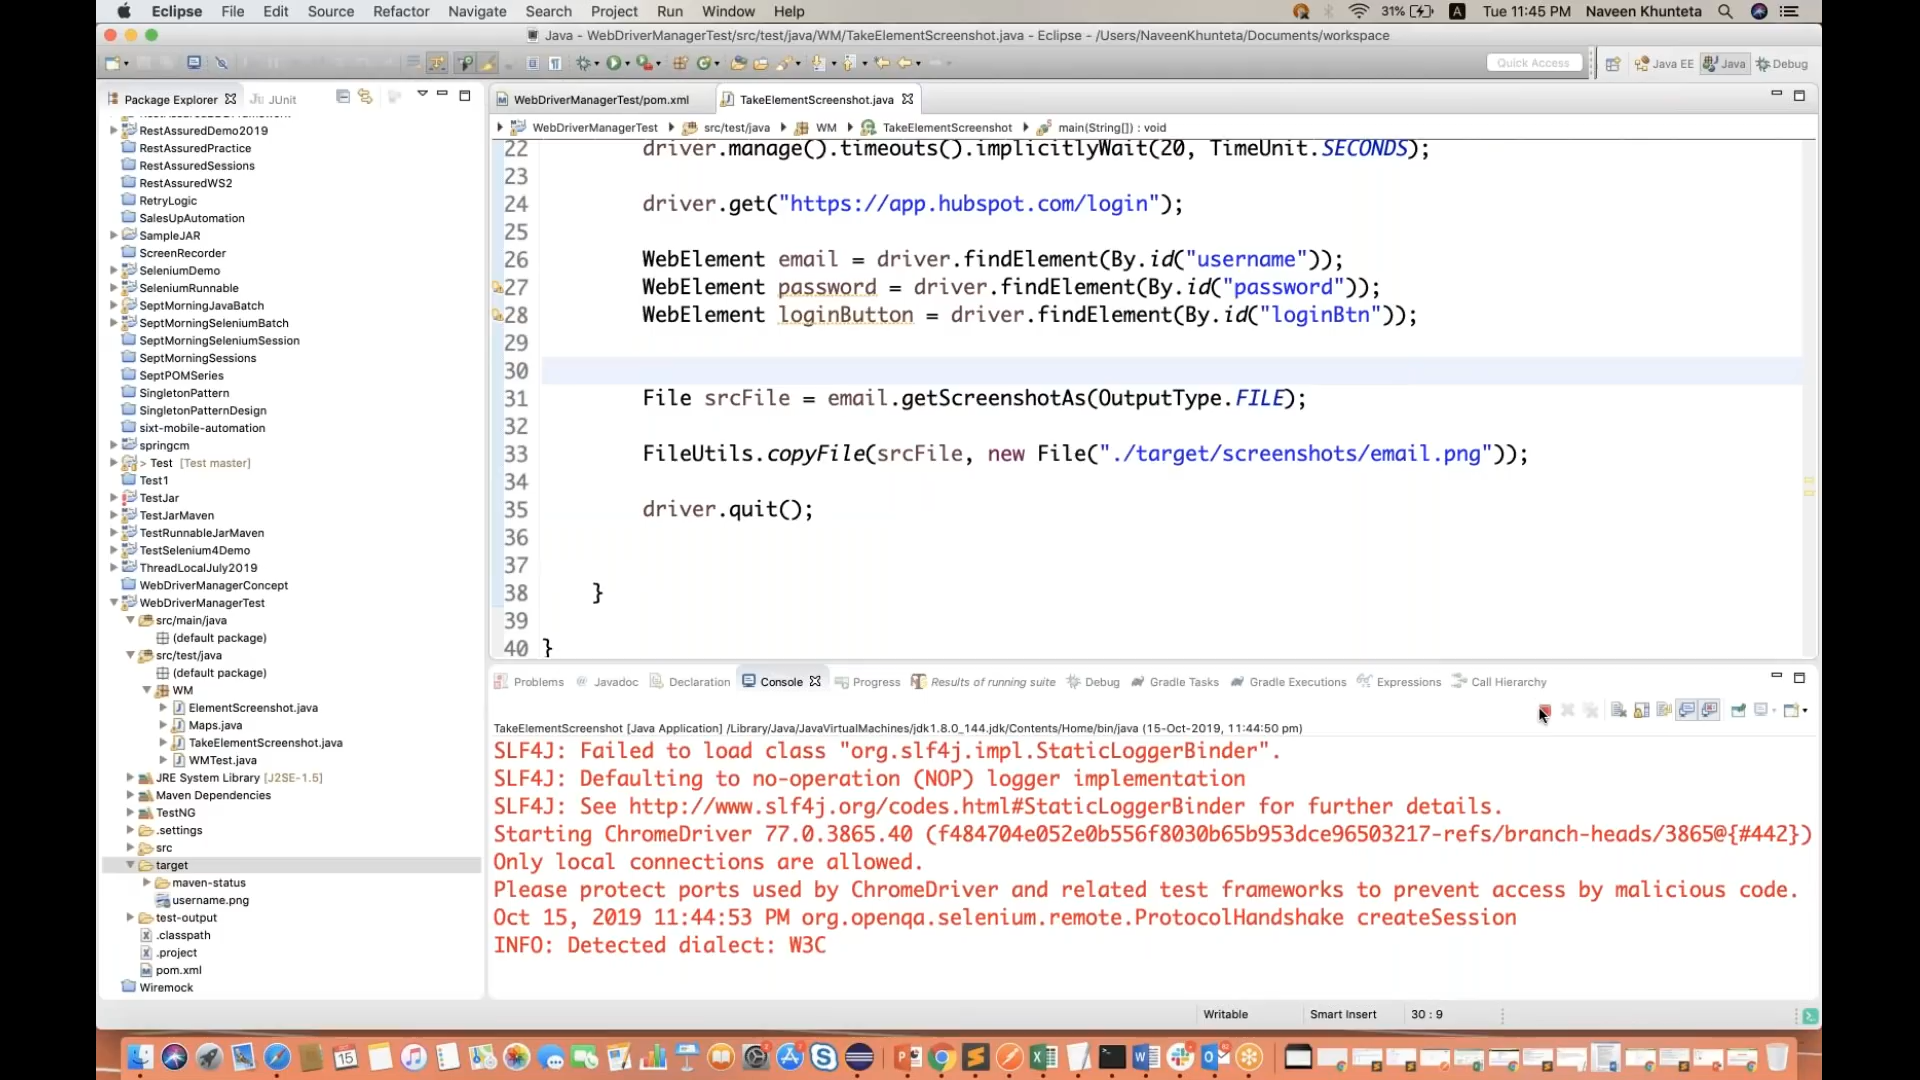 Eclipse File Edit Source Refactor Navigate Search Project Run Window Help 31% A Tue 11:45 PM Naveen Khunteta
Java - WebDriverManagerTest/src/test/java/WM/TakeElementScreenshot.java - Eclipse - /Users/NaveenKhunteta/Documents/workspace
Quick Access Java EE Java Debug
Package Explorer JUnit
RestAssuredDemo2019
RestAssuredPractice
RestAssuredSessions
RestAssuredWS2
RetryLogic
SalesUpAutomation
SampleJAR
ScreenRecorder
SeleniumDemo
SeleniumRunnable
SeptMorningJavaBatch
SeptMorningSeleniumBatch
SeptMorningSeleniumSession
SeptMorningSessions
SeptPOMSeries
SingletonPattern
SingletonPatternDesign
sixt-mobile-automation
springcm
> Test [Test master]
Test1
TestJar
TestJarMaven
TestRunnableJarMaven
TestSelenium4Demo
ThreadLocalJuly2019
WebDriverManagerConcept
WebDriverManagerTest
src/main/java
(default package)
src/test/java
(default package)
WM
ElementScreenshot.java
Maps.java
TakeElementScreenshot.java
WMTest.java
JRE System Library [J2SE-1.5]
Maven Dependencies
TestNG
.settings
src
target
maven-status
username.png
test-output
.classpath
.project
pom.xml
Wiremock
WebDriverManagerTest/pom.xml TakeElementScreenshot.java
WebDriverManagerTest src/test/java WM TakeElementScreenshot main(String[]) : void
22 driver.manage().timeouts().implicitlyWait(20, TimeUnit.SECONDS);
23
24 driver.get("https://app.hubspot.com/login");
25
26 WebElement email = driver.findElement(By.id("username"));
27 WebElement password = driver.findElement(By.id("password"));
28 WebElement loginButton = driver.findElement(By.id("loginBtn"));
29
30
31 File srcFile = email.getScreenshotAs(OutputType.FILE);
32
33 FileUtils.copyFile(srcFile, new File("./target/screenshots/email.png"));
34
35 driver.quit();
36
37
38 }
39
40 }
Problems Javadoc Declaration Console Progress Results of running suite Debug Gradle Tasks Gradle Executions Expressions Call Hierarchy
TakeElementScreenshot [Java Application] /Library/Java/JavaVirtualMachines/jdk1.8.0_144.jdk/Contents/Home/bin/java (15-Oct-2019, 11:44:50 pm)
SLF4J: Failed to load class "org.slf4j.impl.StaticLoggerBinder".
SLF4J: Defaulting to no-operation (NOP) logger implementation
SLF4J: See http://www.slf4j.org/codes.html#StaticLoggerBinder for further details.
Starting ChromeDriver 77.0.3865.40 (f484704e052e0b556f8030b65b953dce96503217-refs/branch-heads/3865@{#442})
Only local connections are allowed.
Please protect ports used by ChromeDriver and related test frameworks to prevent access by malicious code.
Oct 15, 2019 11:44:53 PM org.openqa.selenium.remote.ProtocolHandshake createSession
INFO: Detected dialect: W3C
Writable Smart Insert 30 : 9
15